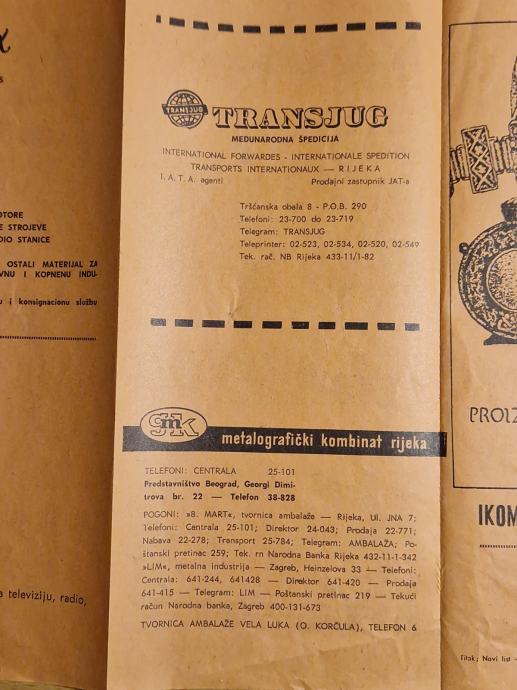 s
OTORE
E STROJEVE
DIO STANICE
OSTALI MATERIJAL ZA
VNU I KOPNENU INDU-
u i konsignacionu službu
a televiziju, radio,
TRANSJUG
TRANSJUG
MEĐUNARODNA ŠPEDICIJA
INTERNATIONAL FORWARDES - INTERNATIONALE SPEDITION
TRANSPORTS INTERNATIONAUX — RIJEKA
I. A. T. A. agenti Prodajni zastupnik JAT-a
Tršćanska obala 8 - P.O.B. 290
Telefoni: 23-700 do 23-719
Telegram: TRANSJUG
Teleprinter: 02-523, 02-534, 02-520, 02-549
Tek. rač. NB Rijeka 433-11/1-82
gmk
metalografički kombinat rijeka
TELEFONI: CENTRALA 25-101
Predstavništvo Beograd, Georgi Dimi-
trova br. 22 — Telefon 38-828
POGONI: »8. MART«, tvornica ambalaže — Rijeka, Ul. JNA 7;
Telefoni: Centrala 25-101; Direktor 24-043; Prodaja 22-771;
Nabava 22-278; Transport 25-784; Telegram: AMBALAŽA; Po-
štanski pretinac 259; Tek. rn Narodna Banka Rijeka 432-11-1-342
»LIM«, metalna industrija — Zagreb, Heinzelova 33 — Telefoni:
Centrala: 641-244, 641428 — Direktor 641-420 — Prodaja
641-415 — Telegram: LIM — Poštanski pretinac 219 — Tekući
račun Narodna banka, Zagreb 400-131-673
TVORNICA AMBALAŽE VELA LUKA (O. KORČULA), TELEFON 6
PROIZ
IKOM
Tisak; Novi list —